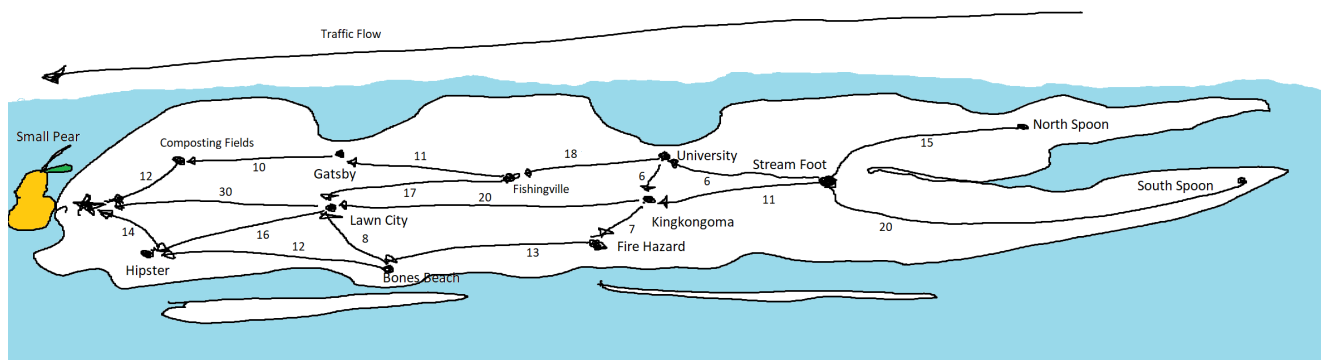 Traffic Flow
Small Pear
Composting Fields
Gatsby
University
Stream Foot
North Spoon
South Spoon
Fishingville
Lawn City
Kingkongoma
Hipster
Bones Beach
Fire Hazard
12
10
11
18
6
6
15
30
17
20
11
20
14
16
12
8
13
7